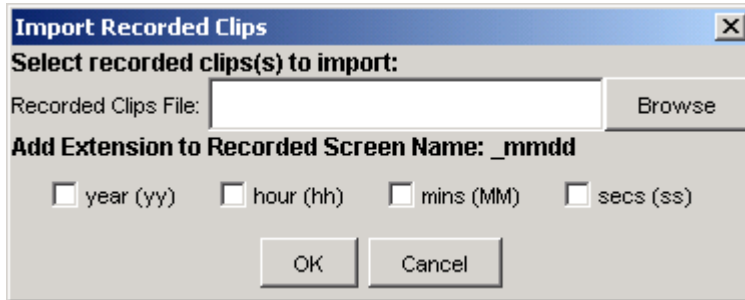 Import Recorded Clips
Select recorded clips(s) to import:
Recorded Clips File: Browse
Add Extension to Recorded Screen Name: _mmdd
year (yy) hour (hh) mins (MM) secs (ss)
OK Cancel